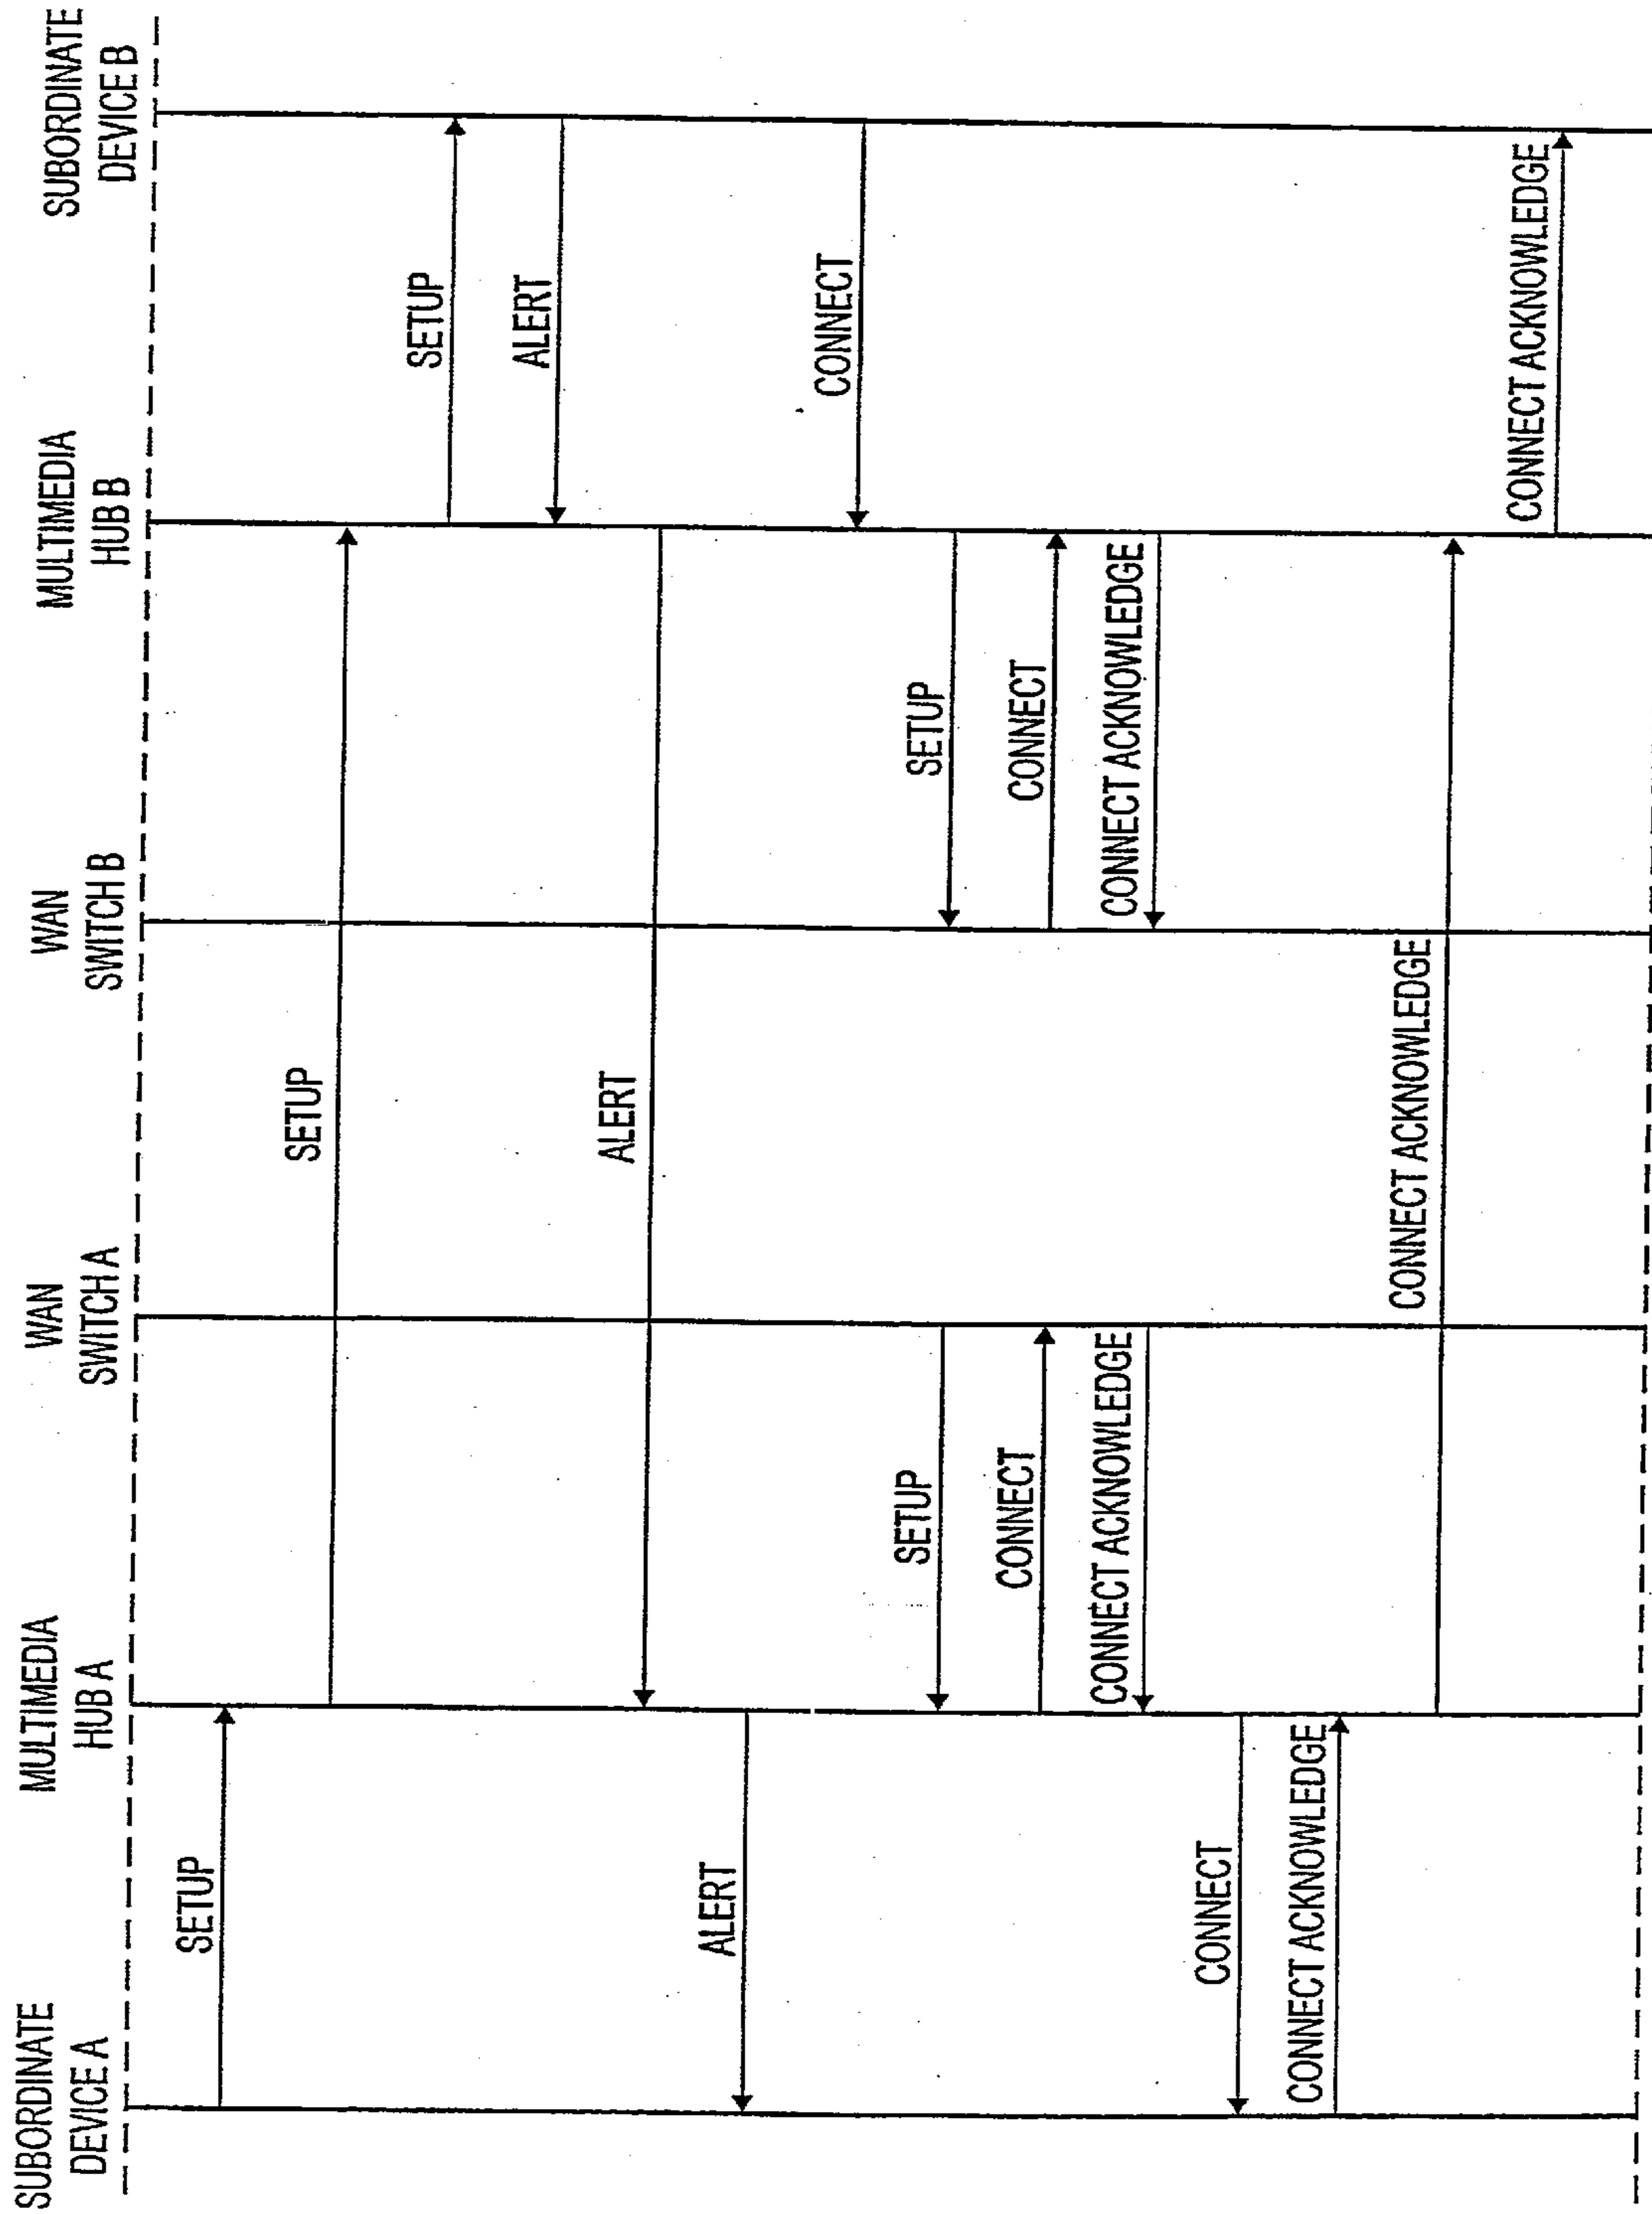 SUBORDINATE
DEVICE A
MULTIMEDIA
HUB A
WAN
SWITCH A
WAN
SWITCH B
MULTIMEDIA
HUB B
SUBORDINATE
DEVICE B
SETUP
SETUP
SETUP
ALERT
ALERT
ALERT
CONNECT
SETUP
SETUP
CONNECT
CONNECT
CONNECT ACKNOWLEDGE
CONNECT ACKNOWLEDGE
CONNECT
CONNECT ACKNOWLEDGE
CONNECT ACKNOWLEDGE
CONNECT ACKNOWLEDGE